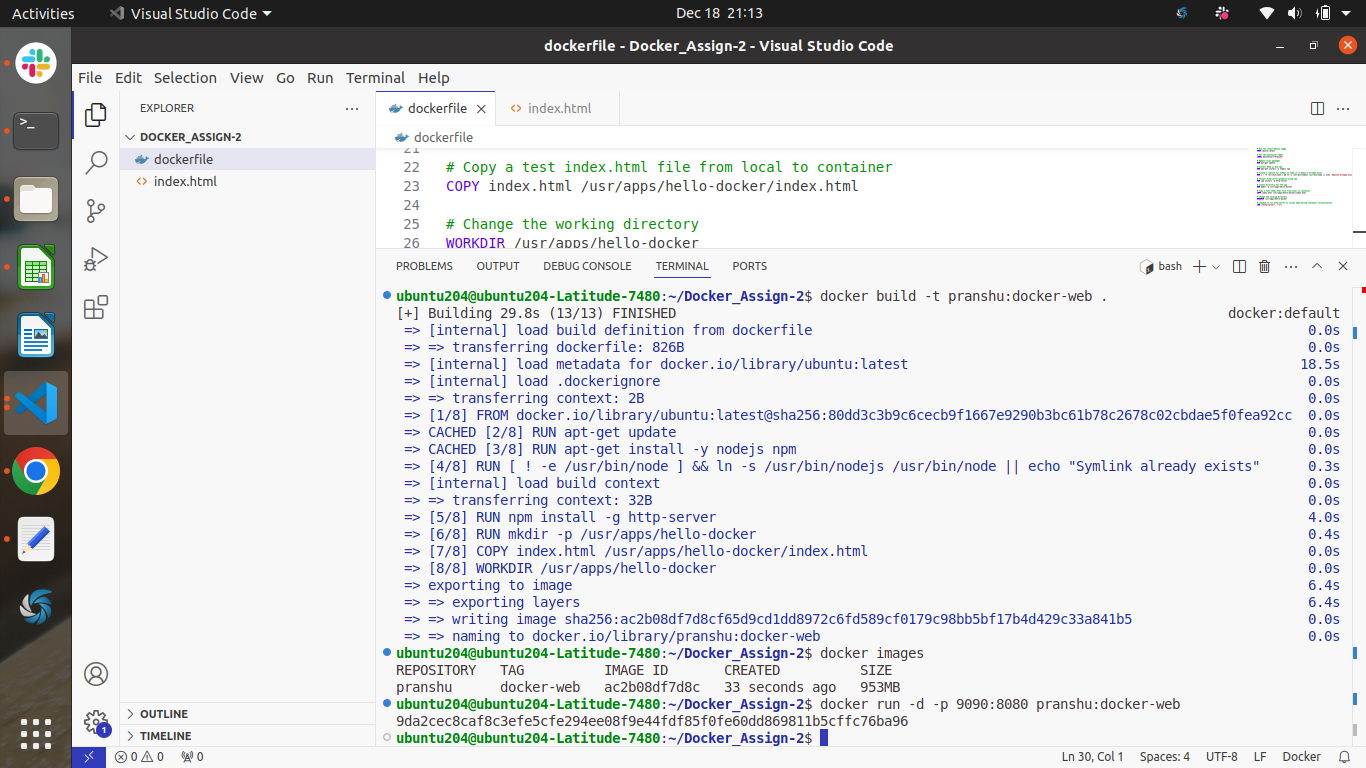 Activities Visual Studio Code Dec 18 21:13
dockerfile - Docker_Assign-2 - Visual Studio Code
File Edit Selection View Go Run Terminal Help
EXPLORER
DOCKER_ASSIGN-2
dockerfile
index.html
OUTLINE
TIMELINE
dockerfile index.html
dockerfile
21
22 # Copy a test index.html file from local to container
23 COPY index.html /usr/apps/hello-docker/index.html
24
25 # Change the working directory
26 WORKDIR /usr/apps/hello-docker
PROBLEMS OUTPUT DEBUG CONSOLE TERMINAL PORTS bash
ubuntu204@ubuntu204-Latitude-7480:~/Docker_Assign-2$ docker build -t pranshu:docker-web .
[+] Building 29.8s (13/13) FINISHED docker:default
=> [internal] load build definition from dockerfile 0.0s
=> => transferring dockerfile: 826B 0.0s
=> [internal] load metadata for docker.io/library/ubuntu:latest 18.5s
=> [internal] load .dockerignore 0.0s
=> => transferring context: 2B 0.0s
=> [1/8] FROM docker.io/library/ubuntu:latest@sha256:80dd3c3b9c6cecb9f1667e9290b3bc61b78c2678c02cbdae5f0fea92cc 0.0s
=> CACHED [2/8] RUN apt-get update 0.0s
=> CACHED [3/8] RUN apt-get install -y nodejs npm 0.0s
=> [4/8] RUN [ ! -e /usr/bin/node ] && ln -s /usr/bin/nodejs /usr/bin/node || echo "Symlink already exists" 0.3s
=> [internal] load build context 0.0s
=> => transferring context: 32B 0.0s
=> [5/8] RUN npm install -g http-server 4.0s
=> [6/8] RUN mkdir -p /usr/apps/hello-docker 0.4s
=> [7/8] COPY index.html /usr/apps/hello-docker/index.html 0.0s
=> [8/8] WORKDIR /usr/apps/hello-docker 0.0s
=> exporting to image 6.4s
=> => exporting layers 6.4s
=> => writing image sha256:ac2b08df7d8cf65d9cd1dd8972c6fd589cf0179c98bb5bf17b4d429c33a841b5 0.0s
=> => naming to docker.io/library/pranshu:docker-web 0.0s
ubuntu204@ubuntu204-Latitude-7480:~/Docker_Assign-2$ docker images
REPOSITORY TAG IMAGE ID CREATED SIZE
pranshu docker-web ac2b08df7d8c 33 seconds ago 953MB
ubuntu204@ubuntu204-Latitude-7480:~/Docker_Assign-2$ docker run -d -p 9090:8080 pranshu:docker-web
9da2cec8caf8c3efe5cfe294ee08f9e44fdf85f0fe60dd869811b5cffc76ba96
ubuntu204@ubuntu204-Latitude-7480:~/Docker_Assign-2$
1
0 0 0 Ln 30, Col 1 Spaces: 4 UTF-8 LF Docker